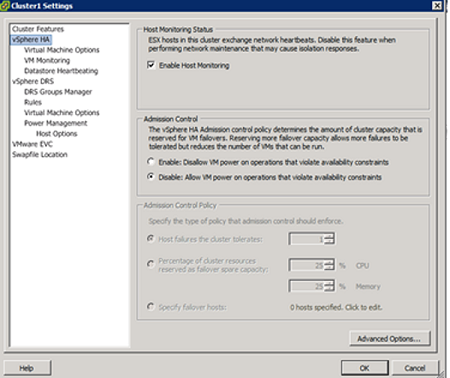 Cluster1 Settings
Cluster Features
vSphere HA
Virtual Machine Options
VM Monitoring
Datastore Heartbeating
vSphere DRS
DRS Groups Manager
Rules
Virtual Machine Options
Power Management
Host Options
VMware EVC
Swapfile Location
Host Monitoring Status
ESX hosts in this cluster exchange network heartbeats. Disable this feature when
performing network maintenance that may cause isolation responses.
Enable Host Monitoring
Admission Control
The vSphere HA Admission control policy determines the amount of cluster capacity that is
reserved for VM failovers. Reserving more failover capacity allows more failures to be
tolerated but reduces the number of VMs that can be run.
Enable: Disallow VM power on operations that violate availability constraints
Disable: Allow VM power on operations that violate availability constraints
Admission Control Policy
Specify the type of policy that admission control should enforce.
Host failures the cluster tolerates: 1
Percentage of cluster resources
reserved as failover spare capacity:
25 % CPU
25 % Memory
Specify failover hosts: 0 hosts specified. Click to edit.
Advanced Options...
Help
OK
Cancel